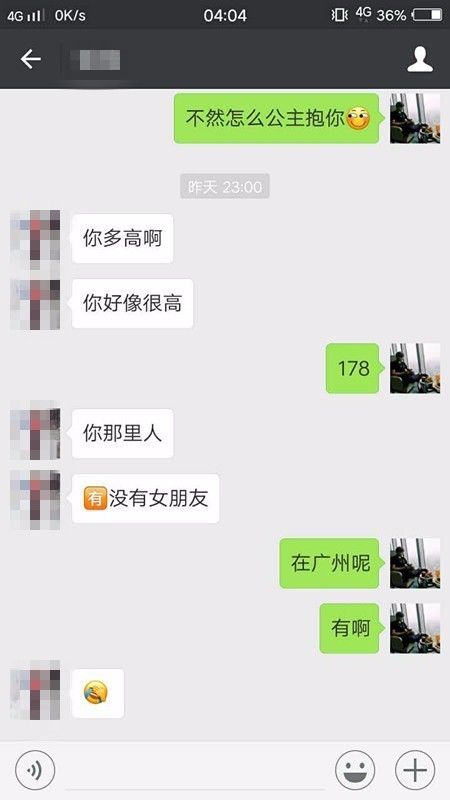 4G 0K/s 04:04 4G 36%
不然怎么公主抱你
昨天 23:00
你多高啊
你好像很高
178
你那里人
有没有女朋友
在广州呢
有啊